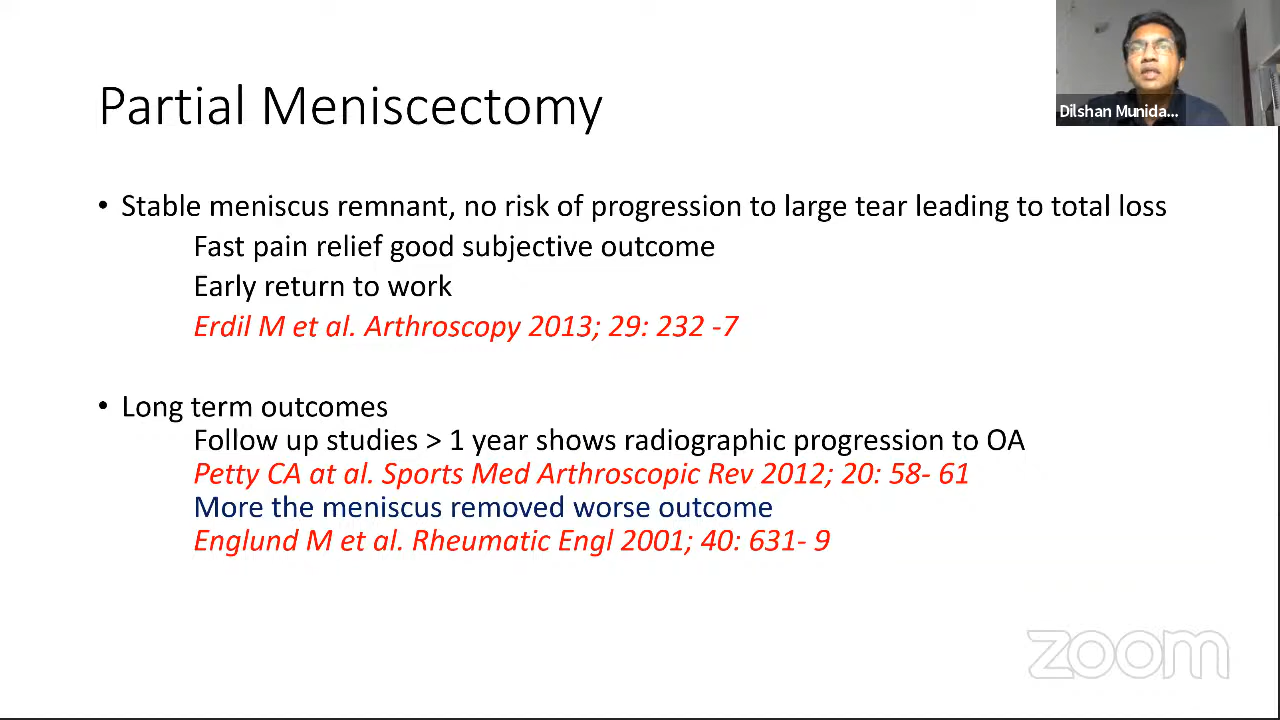 Partial Meniscectomy
Dilshan Munida...
• Stable meniscus remnant, no risk of progression to large tear leading to total loss
Fast pain relief good subjective outcome
Early return to work
Erdil M et al. Arthroscopy 2013; 29: 232 -7
• Long term outcomes
Follow up studies > 1 year shows radiographic progression to OA
Petty CA at al. Sports Med Arthroscopic Rev 2012; 20: 58- 61
More the meniscus removed worse outcome
Englund M et al. Rheumatic Engl 2001; 40: 631- 9
zoom